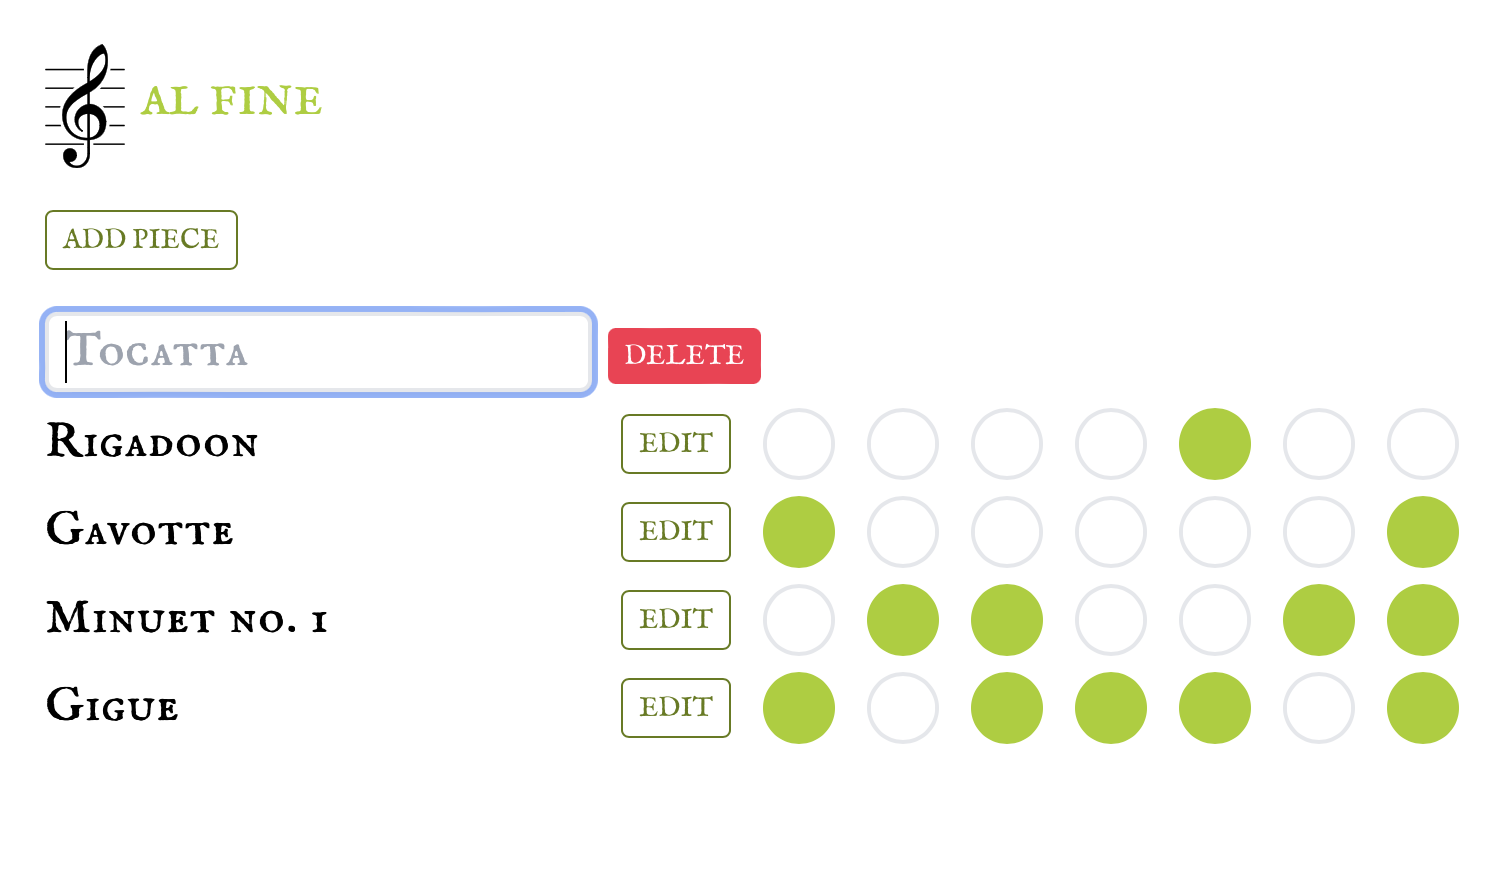 AL FINE
ADD PIECE
Tocatta
DELETE
Rigadoon
EDIT
Gavotte
EDIT
Minuet no. 1
EDIT
Gigue
EDIT